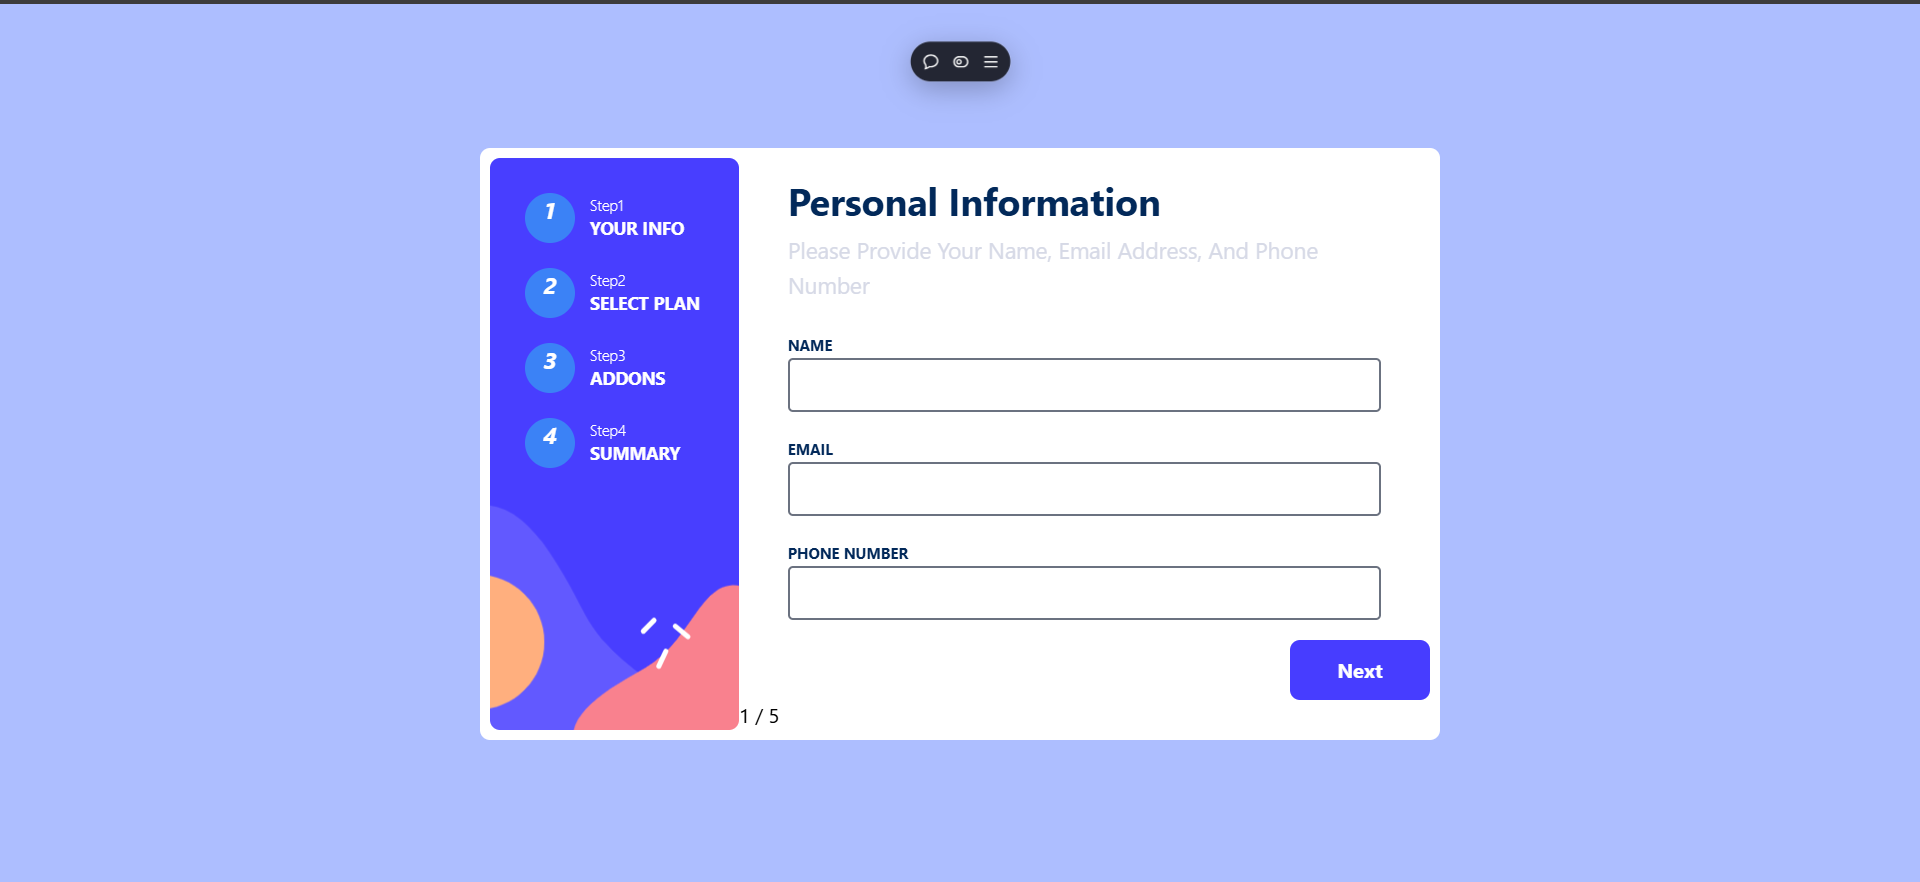 1
Step1
YOUR INFO
2
Step2
SELECT PLAN
3
Step3
ADDONS
4
Step4
SUMMARY
Personal Information
Please Provide Your Name, Email Address, And Phone
Number
NAME
EMAIL
PHONE NUMBER
Next
1 / 5